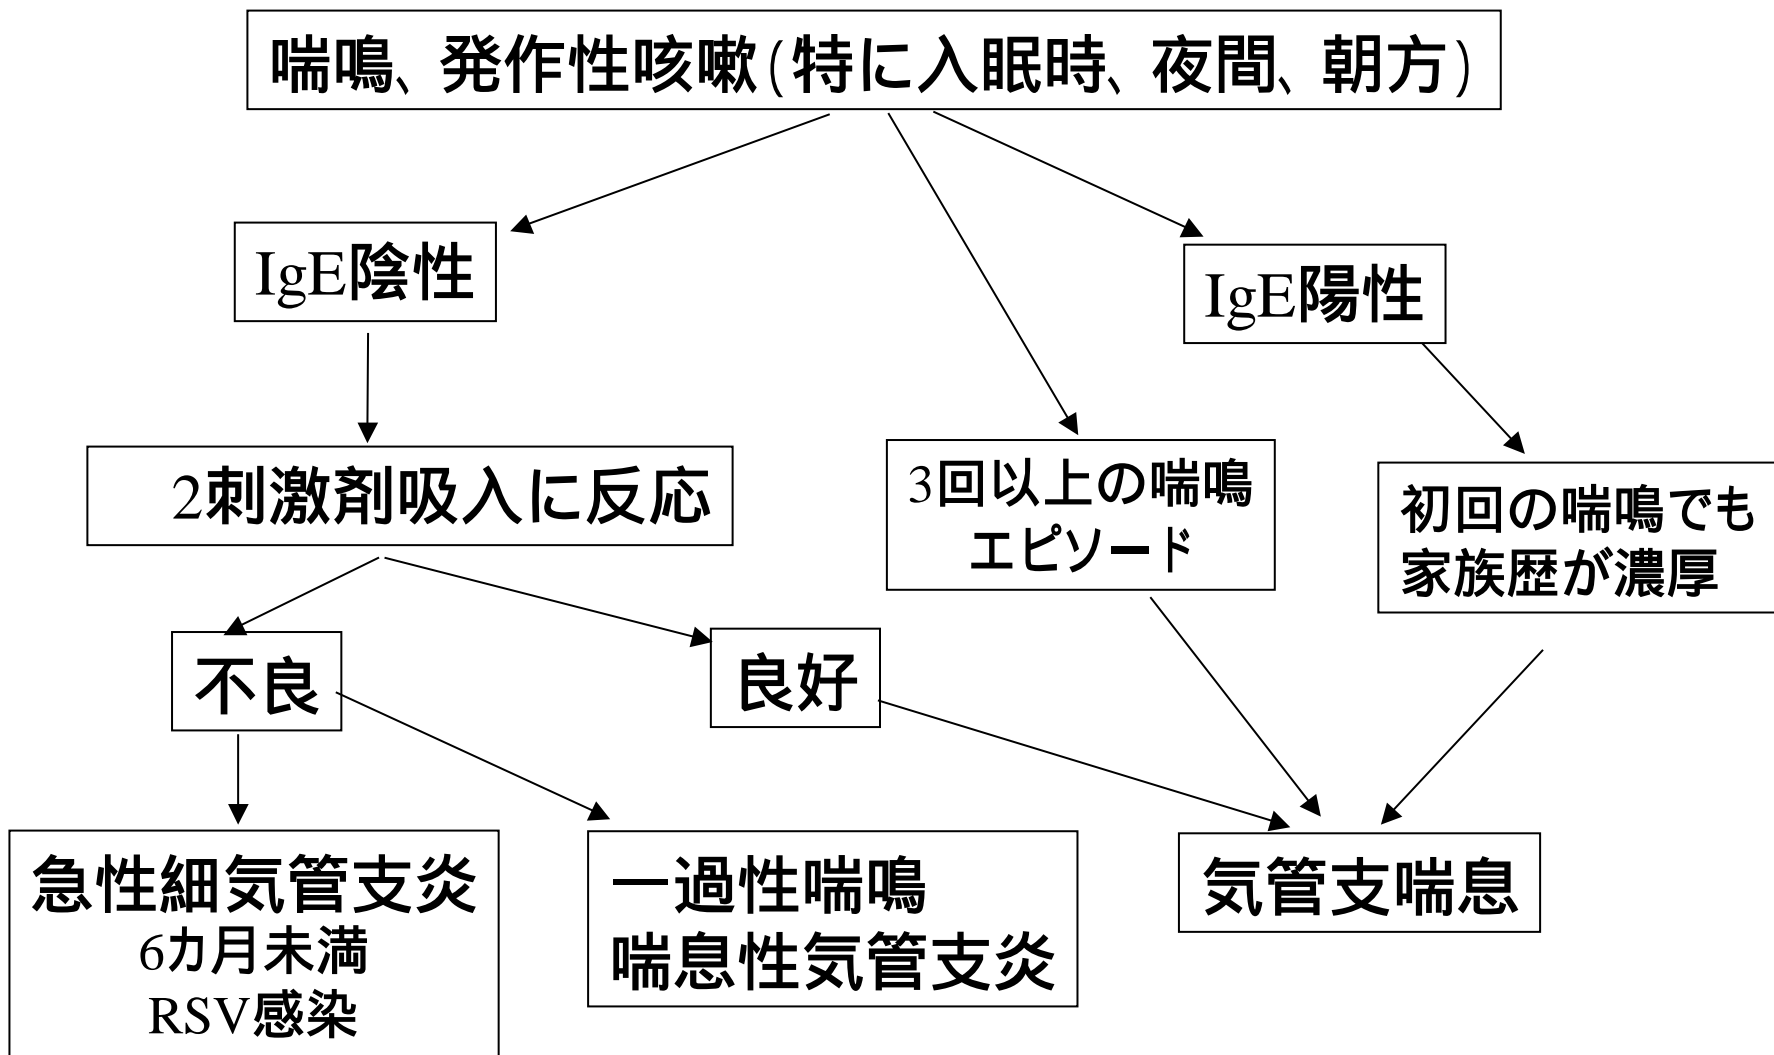 喘鳴、発作性咳嗽(特に入眠時、夜間、朝方)
IgE陰性
IgE陽性
2刺激剤吸入に反応
3回以上の喘鳴
エピソード
初回の喘鳴でも
家族歴が濃厚
不良
良好
急性細気管支炎
6カ月未満
RSV感染
一過性喘鳴
喘息性気管支炎
気管支喘息